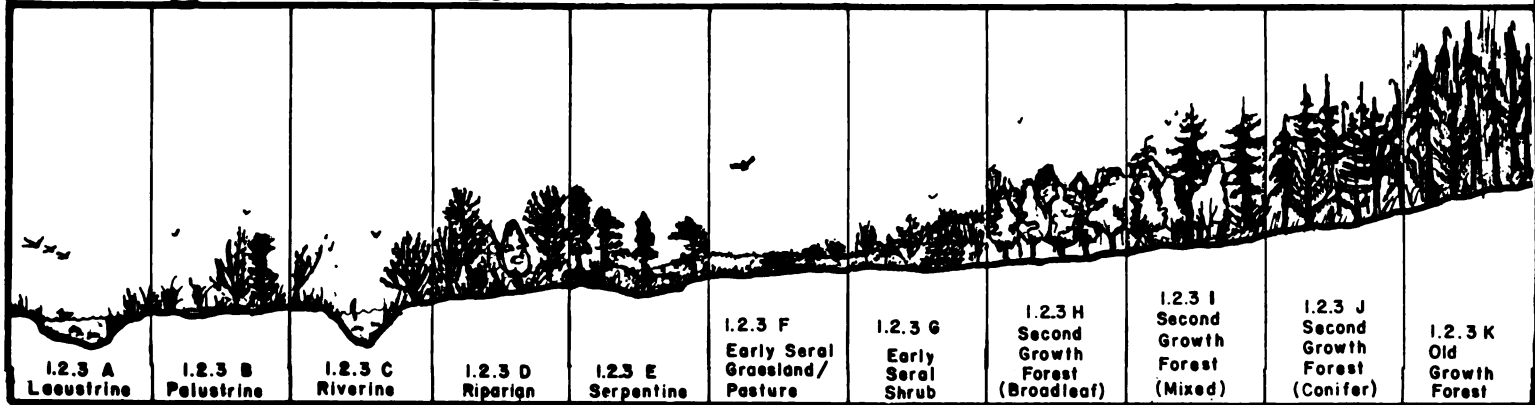 1.2.3 A
Lacustrine
1.2.3 B
Palustrine
1.2.3 C
Riverine
1.2.3 D
Riparian
1.2.3 E
Serpentine
1.2.3 F
Early Seral
Grassland/
Pasture
1.2.3 G
Early
Seral
Shrub
1.2.3 H
Second
Growth
Forest
(Broadleaf)
1.2.3 I
Second
Growth
Forest
(Mixed)
1.2.3 J
Second
Growth
Forest
(Conifer)
1.2.3 K
Old
Growth
Forest